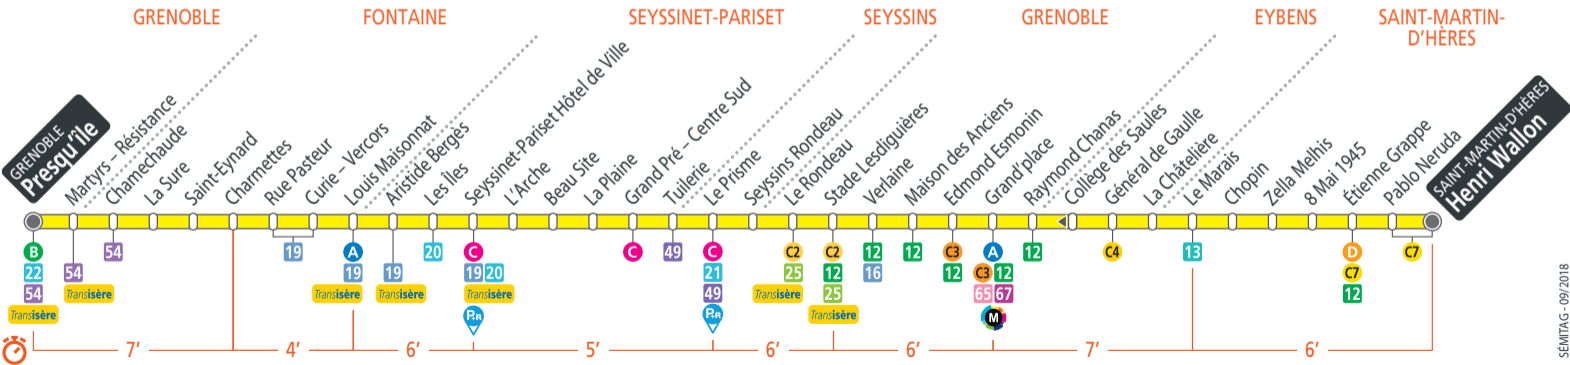 GRENOBLE
FONTAINE
SEYSSINET-PARISET
SEYSSINS
GRENOBLE
EYBENS
SAINT-MARTIN-
D'HÈRES
GRENOBLE
Presqu'île
Martyrs – Résistance
Chamechaude
La Sure
Saint-Eynard
Charmettes
Rue Pasteur
Curie – Vercors
Louis Maisonnat
Aristide Bergès
Les Îles
Seyssinet-Pariset Hôtel de Ville
L'Arche
Beau Site
La Plaine
Grand Pré – Centre Sud
Tuilerie
Le Prisme
Seyssins Rondeau
Le Rondeau
Stade Lesdiguières
Verlaine
Maison des Anciens
Edmond Esmonin
Grand'place
Raymond Chanas
Collège des Saules
Général de Gaulle
La Châtelière
Le Marais
Chopin
Zella Melhis
8 Mai 1945
Étienne Grappe
Pablo Neruda
SAINT-MARTIN-D'HÈRES
Henri Wallon
B
22
54
Transisère
54
54
19
A
19
Transisère
19
Transisère
20
C
19 20
Transisère
P+R
C
49
C
21
49
P+R
C2
25
Transisère
C2
12
25
Transisère
12
16
12
C3
12
A
C3 12
65 67
M
12
C4
13
D
C7
12
C7
7'
4'
6'
5'
6'
6'
7'
6'
SÉMITAG - 09/2018